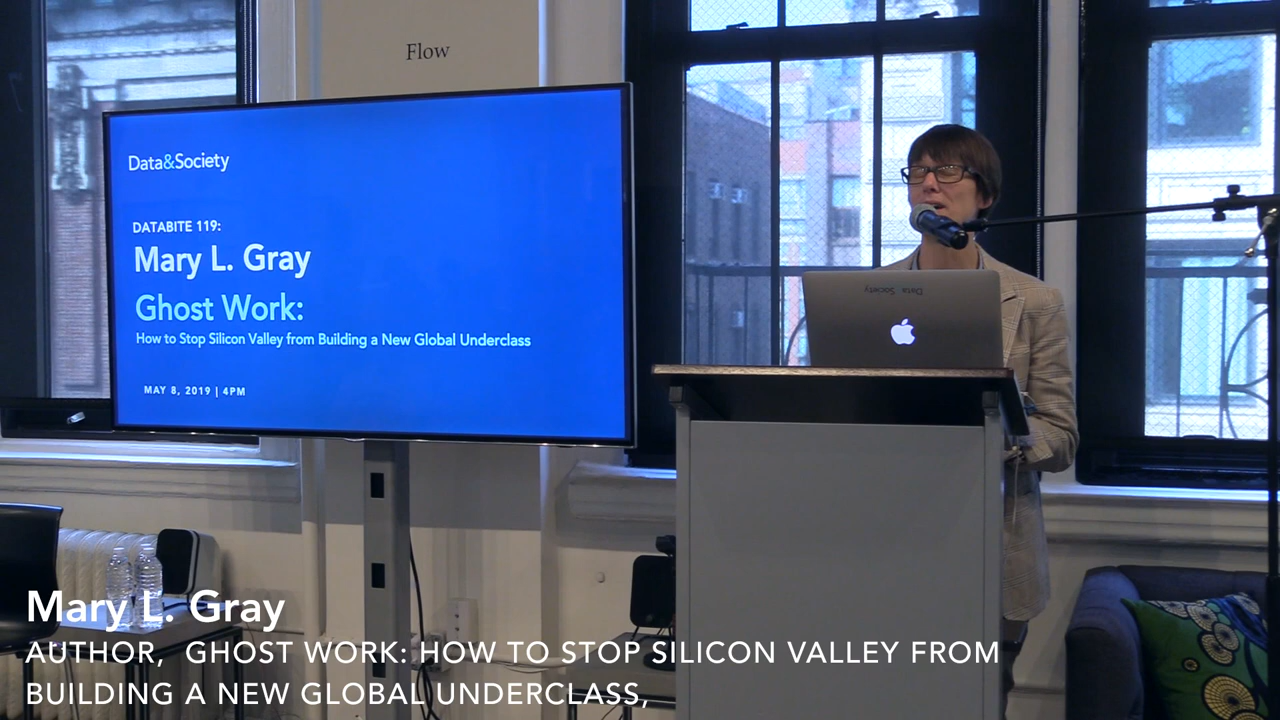 Flow
Data&Society
DATABITE 119:
Mary L. Gray
Ghost Work:
How to Stop Silicon Valley from Building a New Global Underclass
MAY 8, 2019 | 4PM
Data Society
Mary L. Gray
AUTHOR, GHOST WORK: HOW TO STOP SILICON VALLEY FROM
BUILDING A NEW GLOBAL UNDERCLASS,